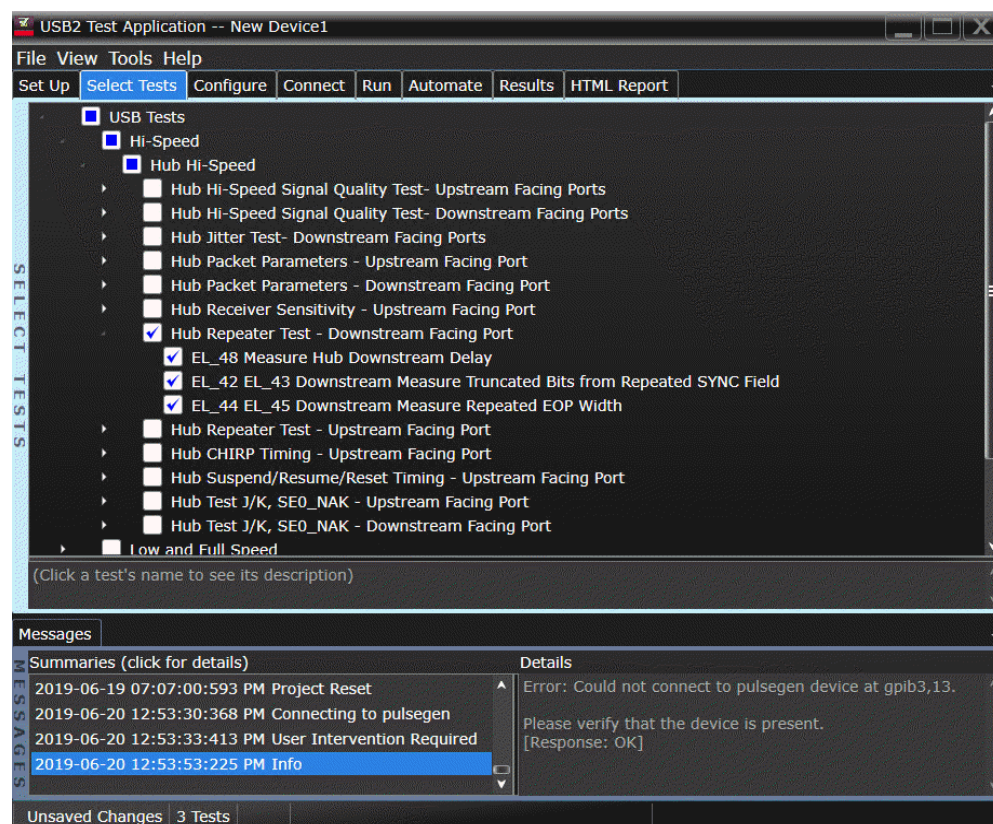 USB2 Test Application -- New Device1
File View Tools Help
Set Up Select Tests Configure Connect Run Automate Results HTML Report
USB Tests
Hi-Speed
Hub Hi-Speed
Hub Hi-Speed Signal Quality Test- Upstream Facing Ports
Hub Hi-Speed Signal Quality Test- Downstream Facing Ports
Hub Jitter Test- Downstream Facing Ports
Hub Packet Parameters - Upstream Facing Port
Hub Packet Parameters - Downstream Facing Port
Hub Receiver Sensitivity - Upstream Facing Port
Hub Repeater Test - Downstream Facing Port
EL_48 Measure Hub Downstream Delay
EL_42 EL_43 Downstream Measure Truncated Bits from Repeated SYNC Field
EL_44 EL_45 Downstream Measure Repeated EOP Width
Hub Repeater Test - Upstream Facing Port
Hub CHIRP Timing - Upstream Facing Port
Hub Suspend/Resume/Reset Timing - Upstream Facing Port
Hub Test J/K, SE0_NAK - Upstream Facing Port
Hub Test J/K, SE0_NAK - Downstream Facing Port
Low and Full Speed
SELECT TESTS
(Click a test's name to see its description)
Messages
MESSAGES
Summaries (click for details)
2019-06-19 07:07:00:593 PM Project Reset
2019-06-20 12:53:30:368 PM Connecting to pulsegen
2019-06-20 12:53:33:413 PM User Intervention Required
2019-06-20 12:53:53:225 PM Info
Details
Error: Could not connect to pulsegen device at gpib3,13.
Please verify that the device is present.
[Response: OK]
Unsaved Changes 3 Tests